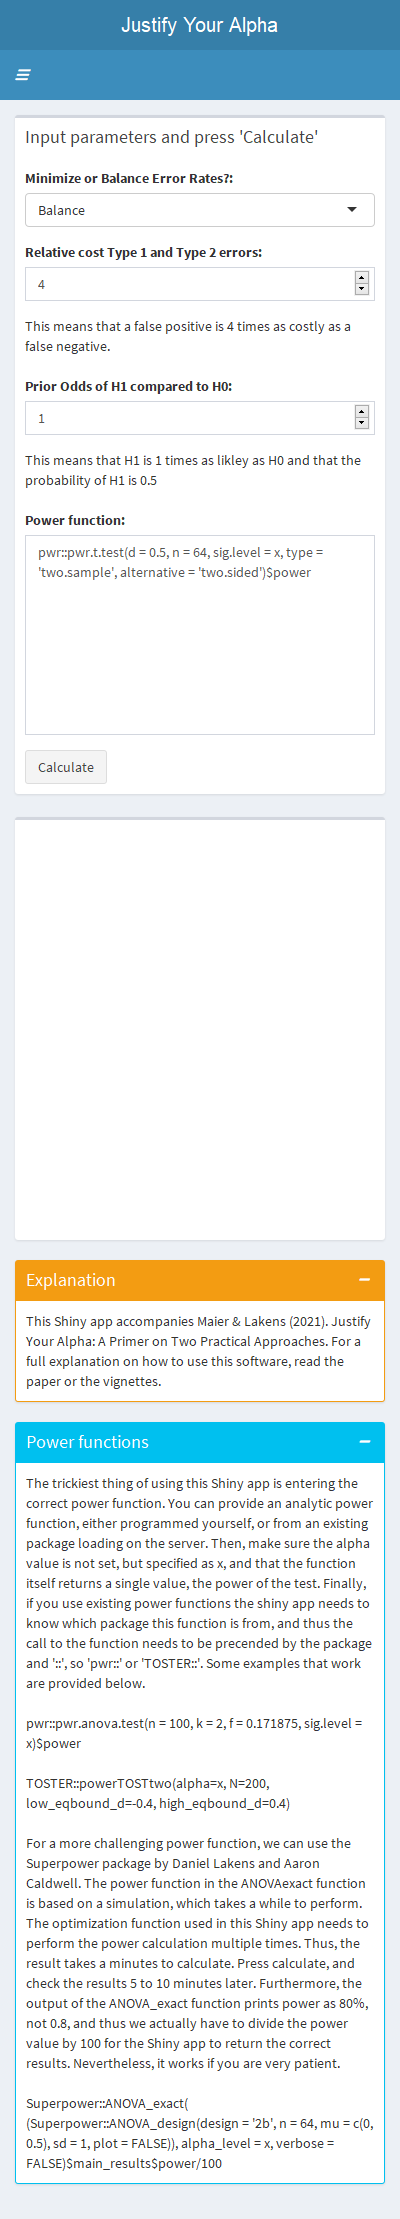 Justify Your Alpha
Input parameters and press 'Calculate'
Minimize or Balance Error Rates?:
Balance
Relative cost Type 1 and Type 2 errors:
4
This means that a false positive is 4 times as costly as a
false negative.
Prior Odds of H1 compared to H0:
1
This means that H1 is 1 times as likley as H0 and that the
probability of H1 is 0.5
Power function:
pwr::pwr.t.test(d = 0.5, n = 64, sig.level = x, type =
'two.sample', alternative = 'two.sided')$power
Calculate
Explanation
This Shiny app accompanies Maier & Lakens (2021). Justify
Your Alpha: A Primer on Two Practical Approaches. For a
full explanation on how to use this software, read the
paper or the vignettes.
Power functions
The trickiest thing of using this Shiny app is entering the
correct power function. You can provide an analytic power
function, either programmed yourself, or from an existing
package loading on the server. Then, make sure the alpha
value is not set, but specified as x, and that the function
itself returns a single value, the power of the test. Finally,
if you use existing power functions the shiny app needs to
know which package this function is from, and thus the
call to the function needs to be precended by the package
and '::', so 'pwr::' or 'TOSTER::'. Some examples that work
are provided below.
pwr::pwr.anova.test(n = 100, k = 2, f = 0.171875, sig.level =
x)$power
TOSTER::powerTOSTtwo(alpha=x, N=200,
low_eqbound_d=-0.4, high_eqbound_d=0.4)
For a more challenging power function, we can use the
Superpower package by Daniel Lakens and Aaron
Caldwell. The power function in the ANOVAexact function
is based on a simulation, which takes a while to perform.
The optimization function used in this Shiny app needs to
perform the power calculation multiple times. Thus, the
result takes a minutes to calculate. Press calculate, and
check the results 5 to 10 minutes later. Furthermore, the
output of the ANOVA_exact function prints power as 80%,
not 0.8, and thus we actually have to divide the power
value by 100 for the Shiny app to return the correct
results. Nevertheless, it works if you are very patient.
Superpower::ANOVA_exact(
(Superpower::ANOVA_design(design = '2b', n = 64, mu = c(0,
0.5), sd = 1, plot = FALSE)), alpha_level = x, verbose =
FALSE)$main_results$power/100